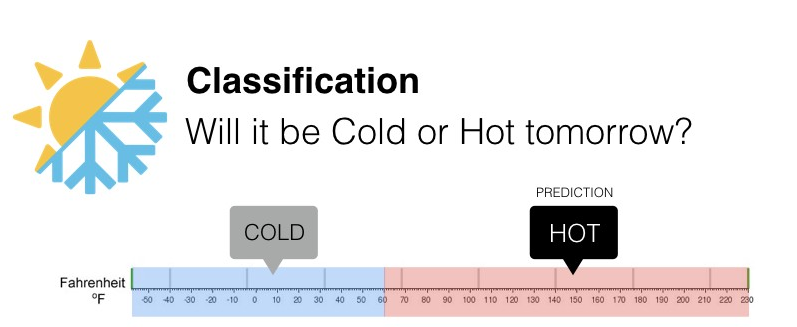 Classification
Will it be Cold or Hot tomorrow?
PREDICTION
COLD
HOT
Fahrenheit
ºF
-50 -40 -30 -20 -10 0 10 20 30 40 50 60 70 80 90 100 110 120 130 140 150 160 170 180 190 200 210 220 230